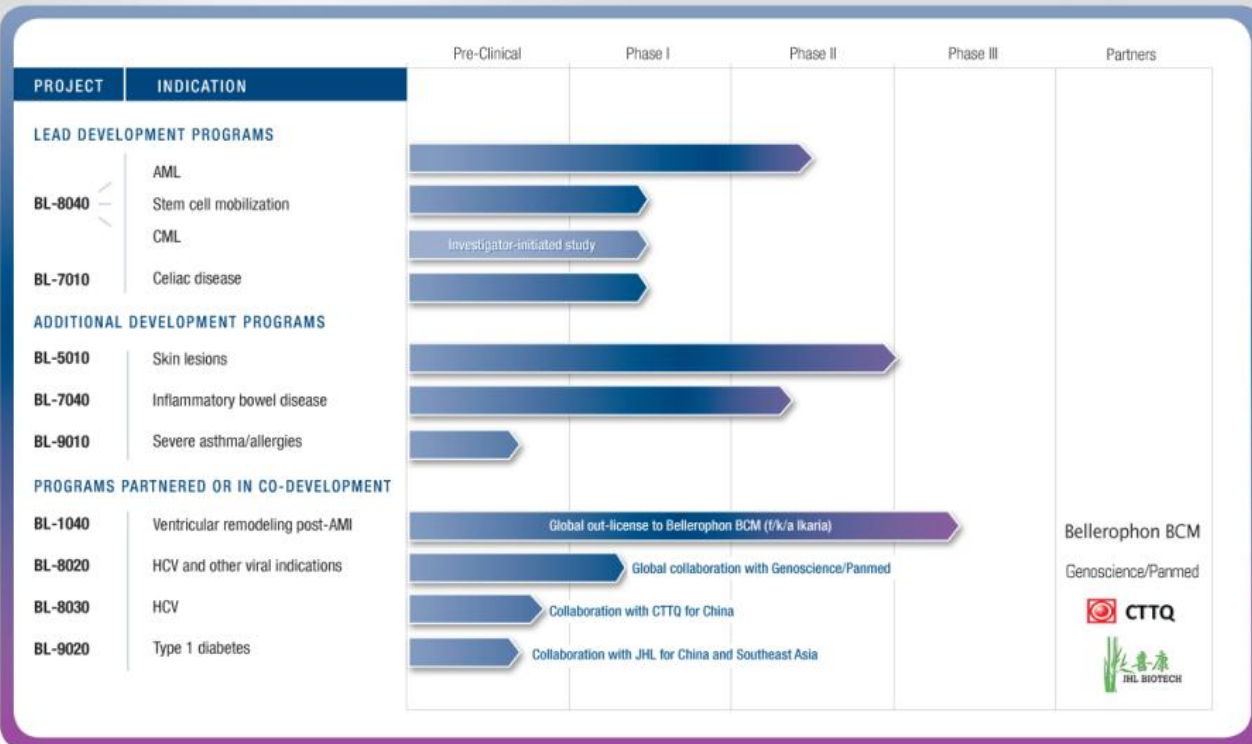 Pre-Clinical Phase I Phase II Phase III Partners
PROJECT INDICATION
LEAD DEVELOPMENT PROGRAMS
AML
BL-8040 Stem cell mobilization
CML Investigator-initiated study
BL-7010 Celiac disease
ADDITIONAL DEVELOPMENT PROGRAMS
BL-5010 Skin lesions
BL-7040 Inflammatory bowel disease
BL-9010 Severe asthma/allergies
PROGRAMS PARTNERED OR IN CO-DEVELOPMENT
BL-1040 Ventricular remodeling post-AMI Global out-license to Bellerophon BCM (f/k/a Ikaria) Bellerophon BCM
BL-8020 HCV and other viral indications Global collaboration with Genoscience/Panmed Genoscience/Panmed
BL-8030 HCV Collaboration with CTTQ for China CTTQ
BL-9020 Type 1 diabetes Collaboration with JHL for China and Southeast Asia 喜康
JHL BIOTECH